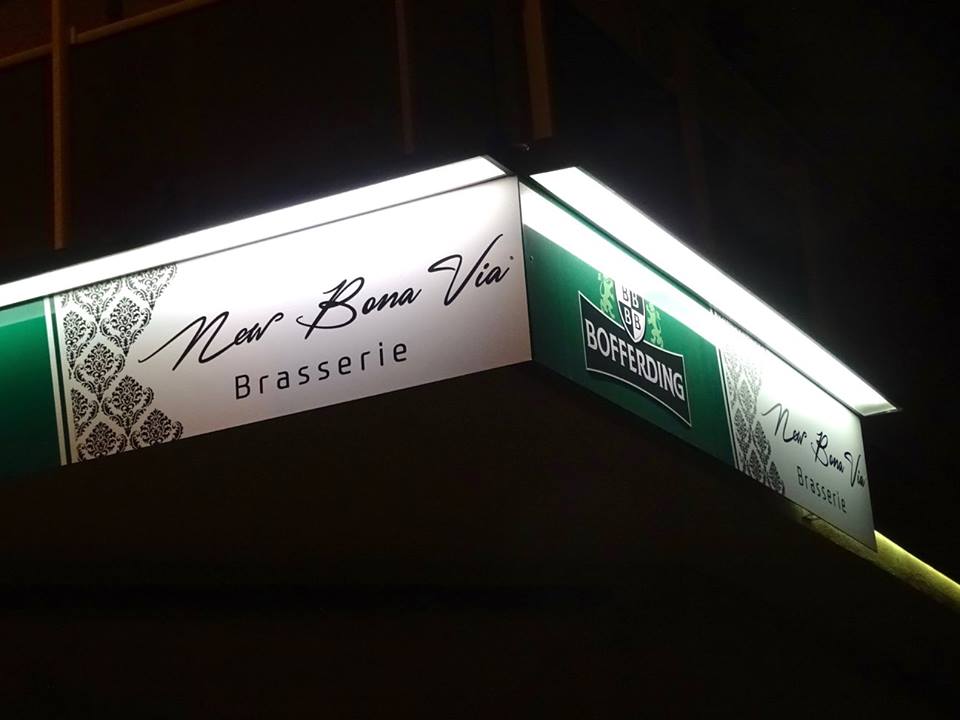 New Bona Via
Brasserie
B B
B B
BOFFERDING
New Bona Via
Brasserie